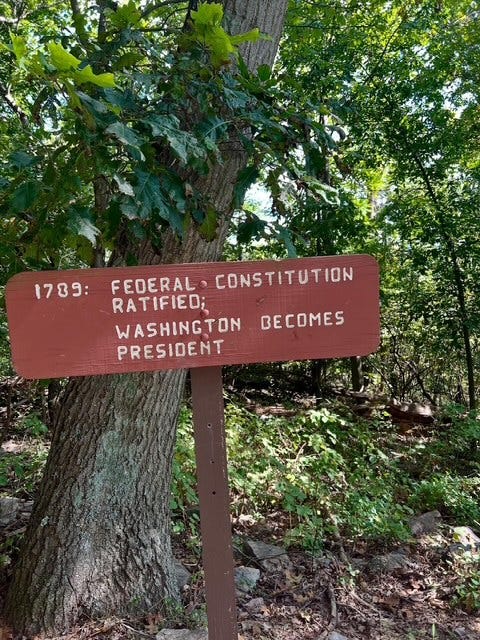 1789: FEDERAL CONSTITUTION
RATIFIED;
WASHINGTON BECOMES
PRESIDENT